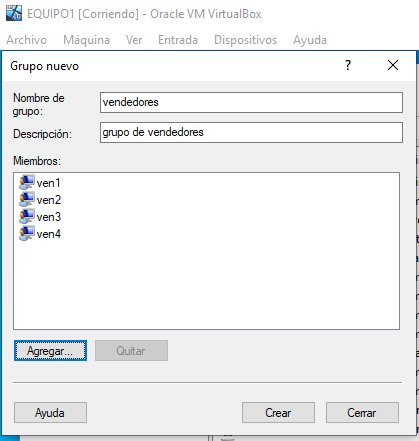 EQUIPO1 [Corriendo] - Oracle VM VirtualBox
Archivo Máquina Ver Entrada Dispositivos Ayuda
Grupo nuevo ? ×
Nombre de grupo: vendedores
Descripción: grupo de vendedores
Miembros:
ven1
ven2
ven3
ven4
Agregar... Quitar
Ayuda Crear Cerrar